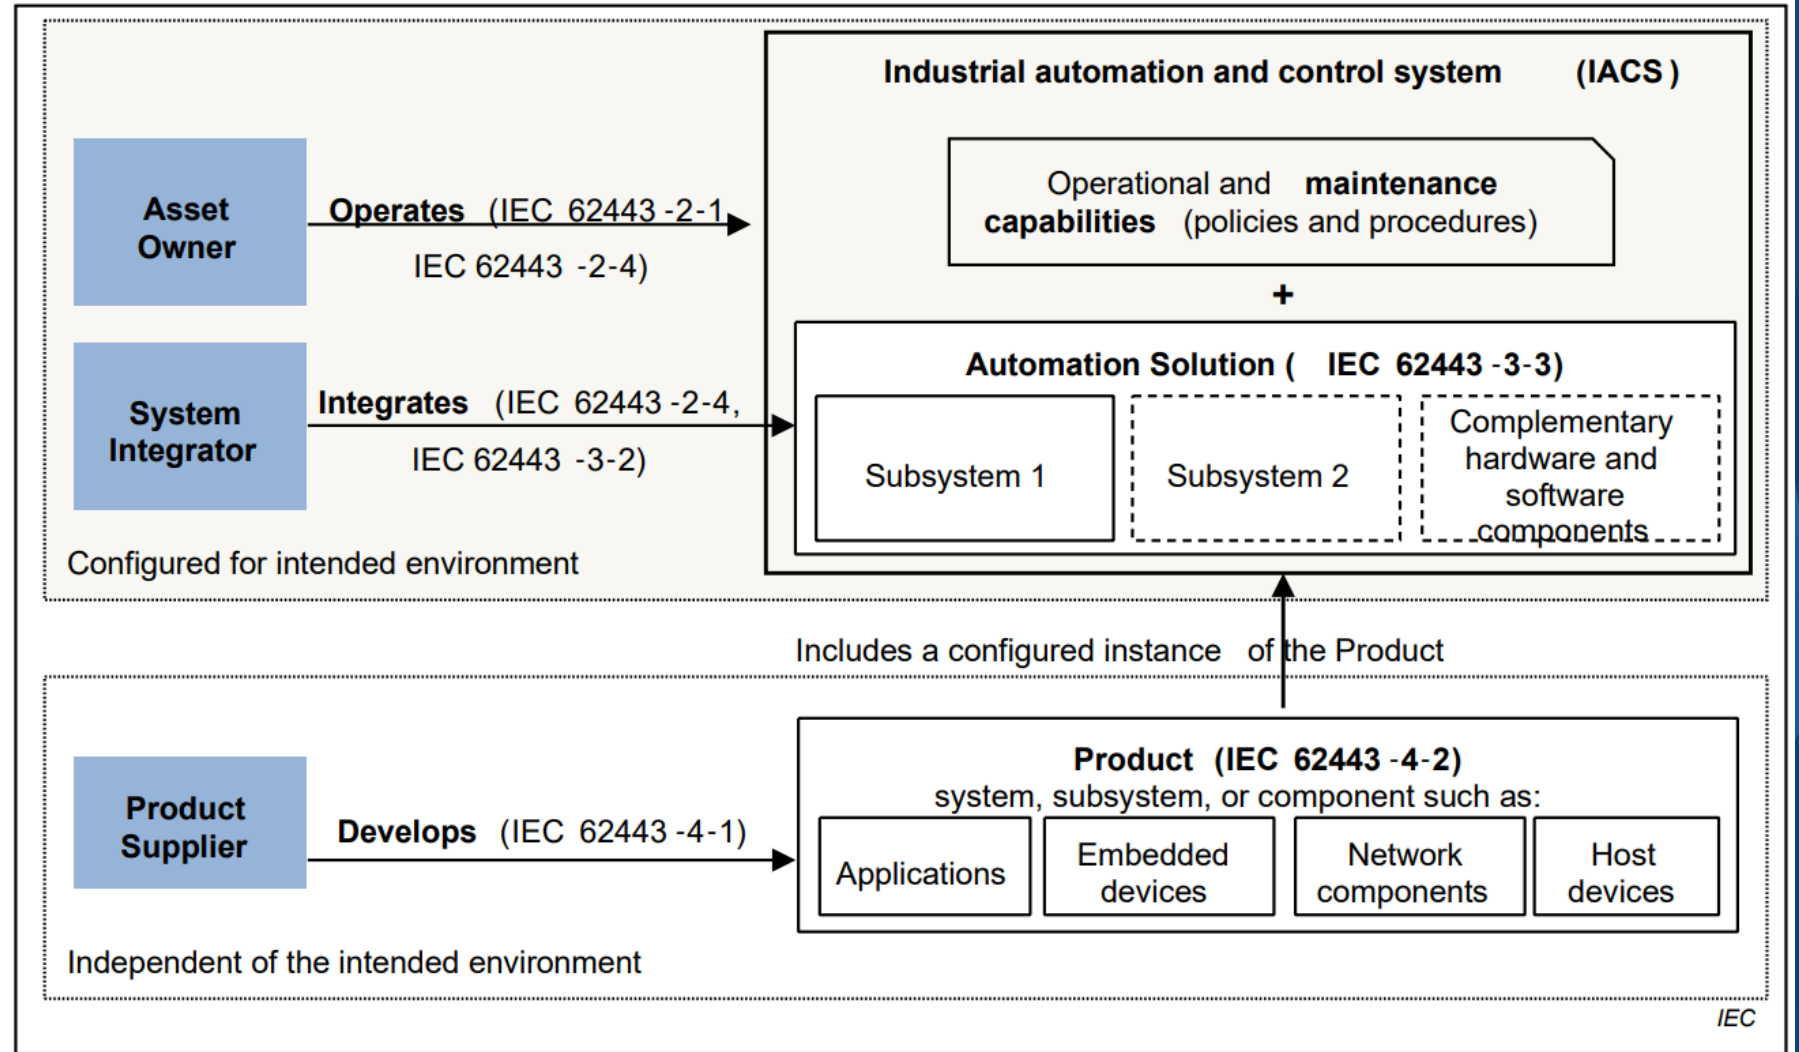 Industrial automation and control system (IACS)
Asset
Owner
Operates (IEC 62443 -2-1
IEC 62443 -2-4)
Operational and maintenance
capabilities (policies and procedures)
+
System
Integrator
Integrates (IEC 62443 -2-4,
IEC 62443 -3-2)
Automation Solution ( IEC 62443 -3-3)
Subsystem 1
Subsystem 2
Complementary
hardware and
software
components
Configured for intended environment
Includes a configured instance of the Product
Product
Supplier
Develops (IEC 62443 -4-1)
Product (IEC 62443 -4-2)
system, subsystem, or component such as:
Applications
Embedded
devices
Network
components
Host
devices
Independent of the intended environment
IEC